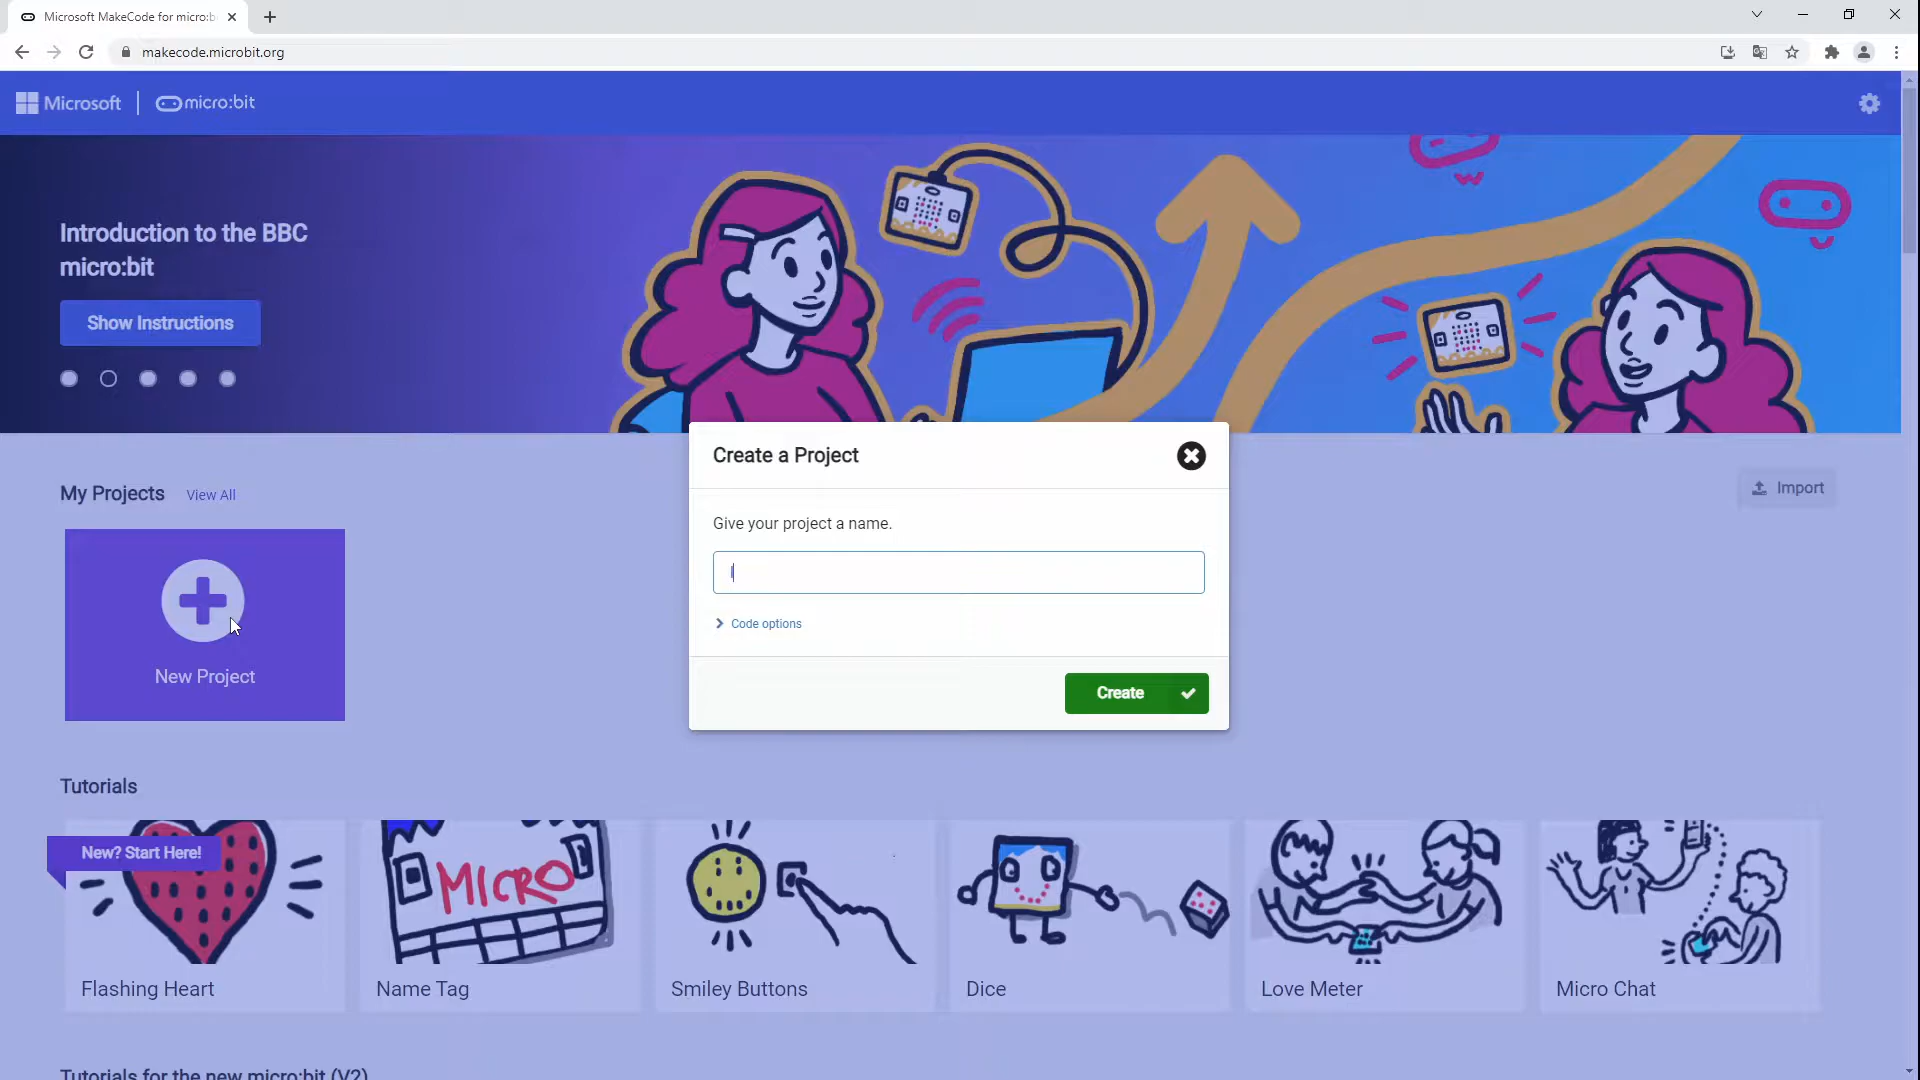 Microsoft MakeCode for micro:b
makecode.microbit.org
Microsoft | micro:bit
Introduction to the BBC
micro:bit
Show Instructions
Create a Project
My Projects View All
Import
Give your project a name.
Code options
New Project
Create
Tutorials
New? Start Here!
MICRO
Flashing Heart
Name Tag
Smiley Buttons
Dice
Love Meter
Micro Chat
Tutorials for the new micro:bit (V2)